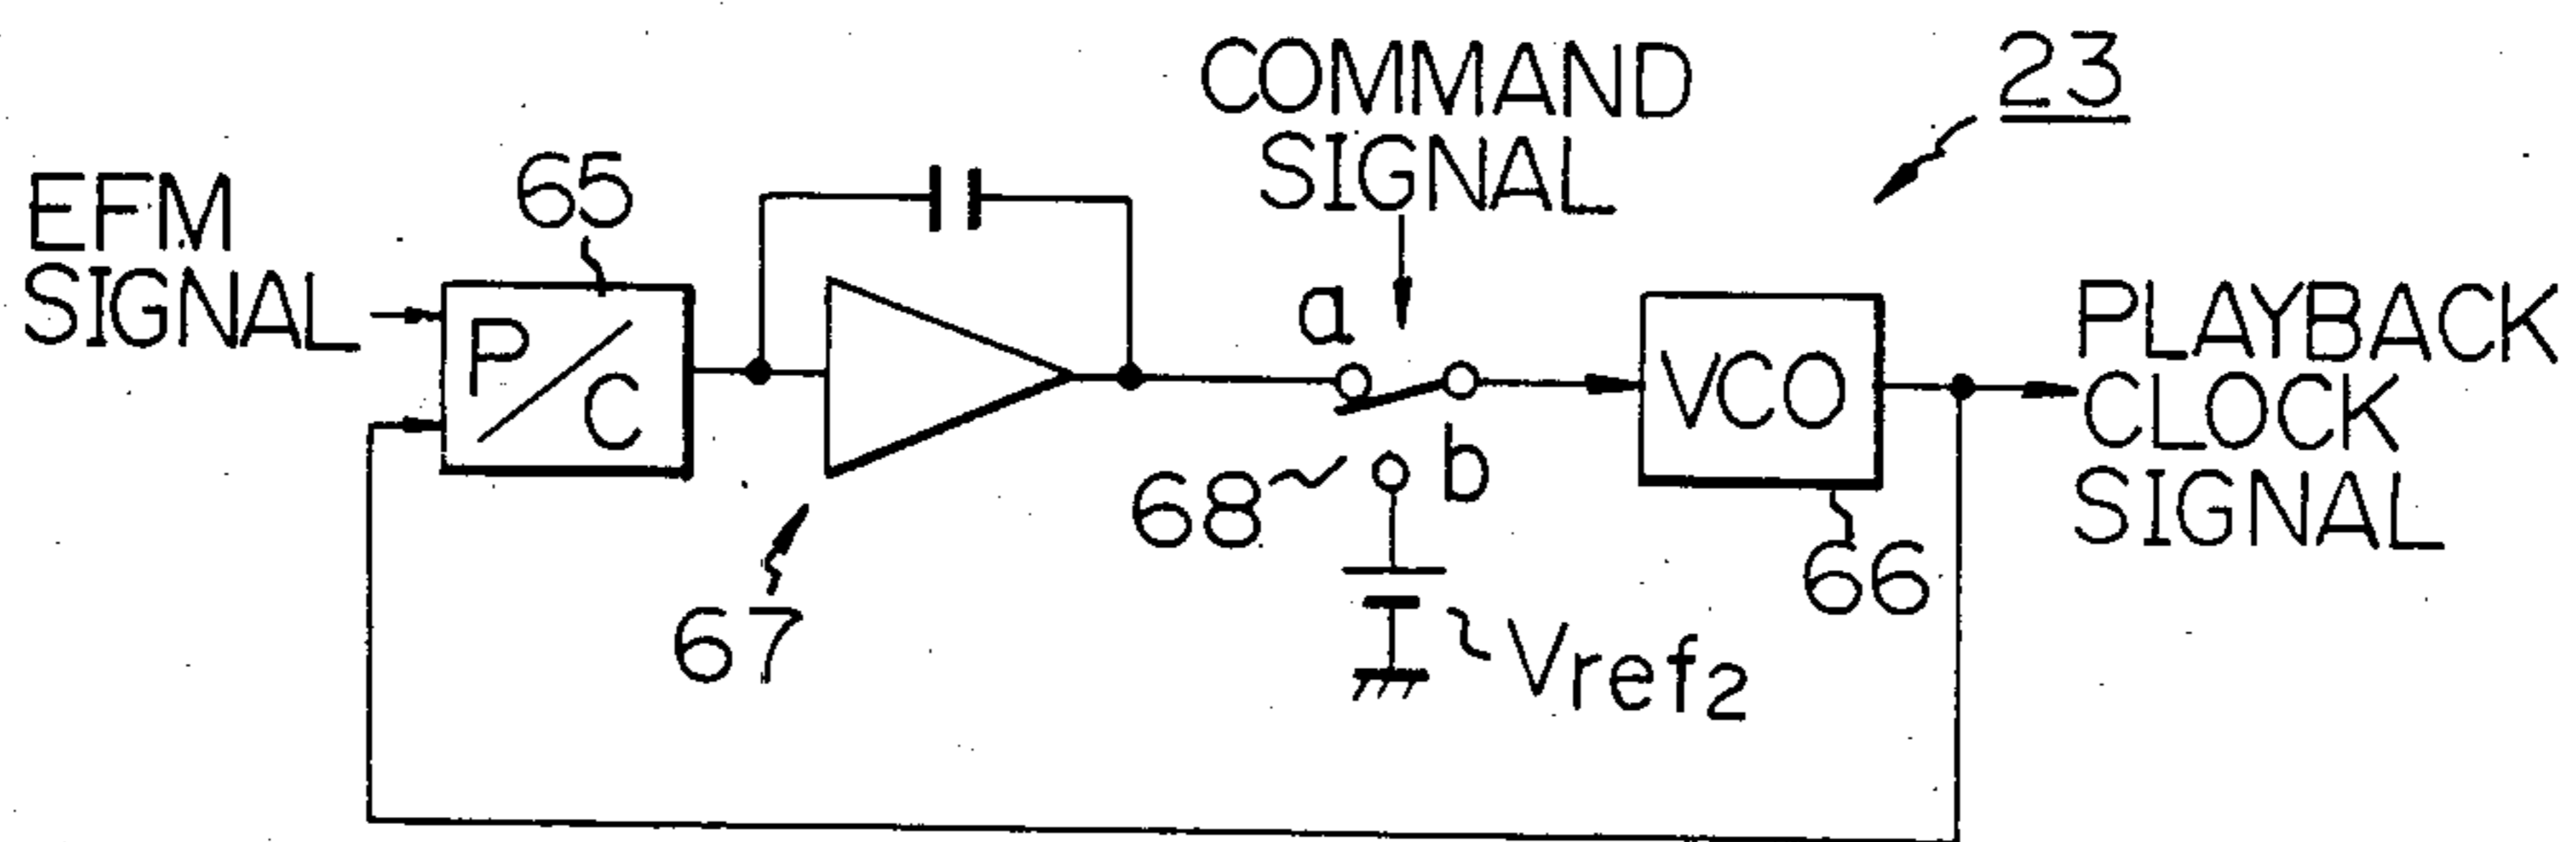 COMMAND
SIGNAL
23
EFM
SIGNAL
65
P/C
a
b
68
67
VCO
66
Vref2
PLAYBACK
CLOCK
SIGNAL